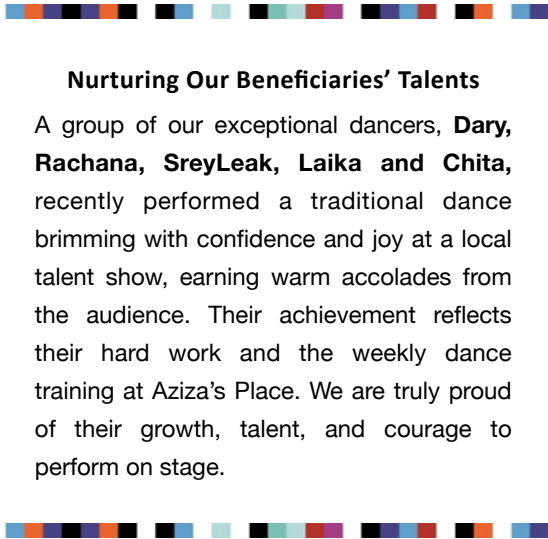 Nurturing Our Beneficiaries’ Talents
A group of our exceptional dancers, Dary,
Rachana, SreyLeak, Laika and Chita,
recently performed a traditional dance
brimming with confidence and joy at a local
talent show, earning warm accolades from
the audience. Their achievement reflects
their hard work and the weekly dance
training at Aziza’s Place. We are truly proud
of their growth, talent, and courage to
perform on stage.